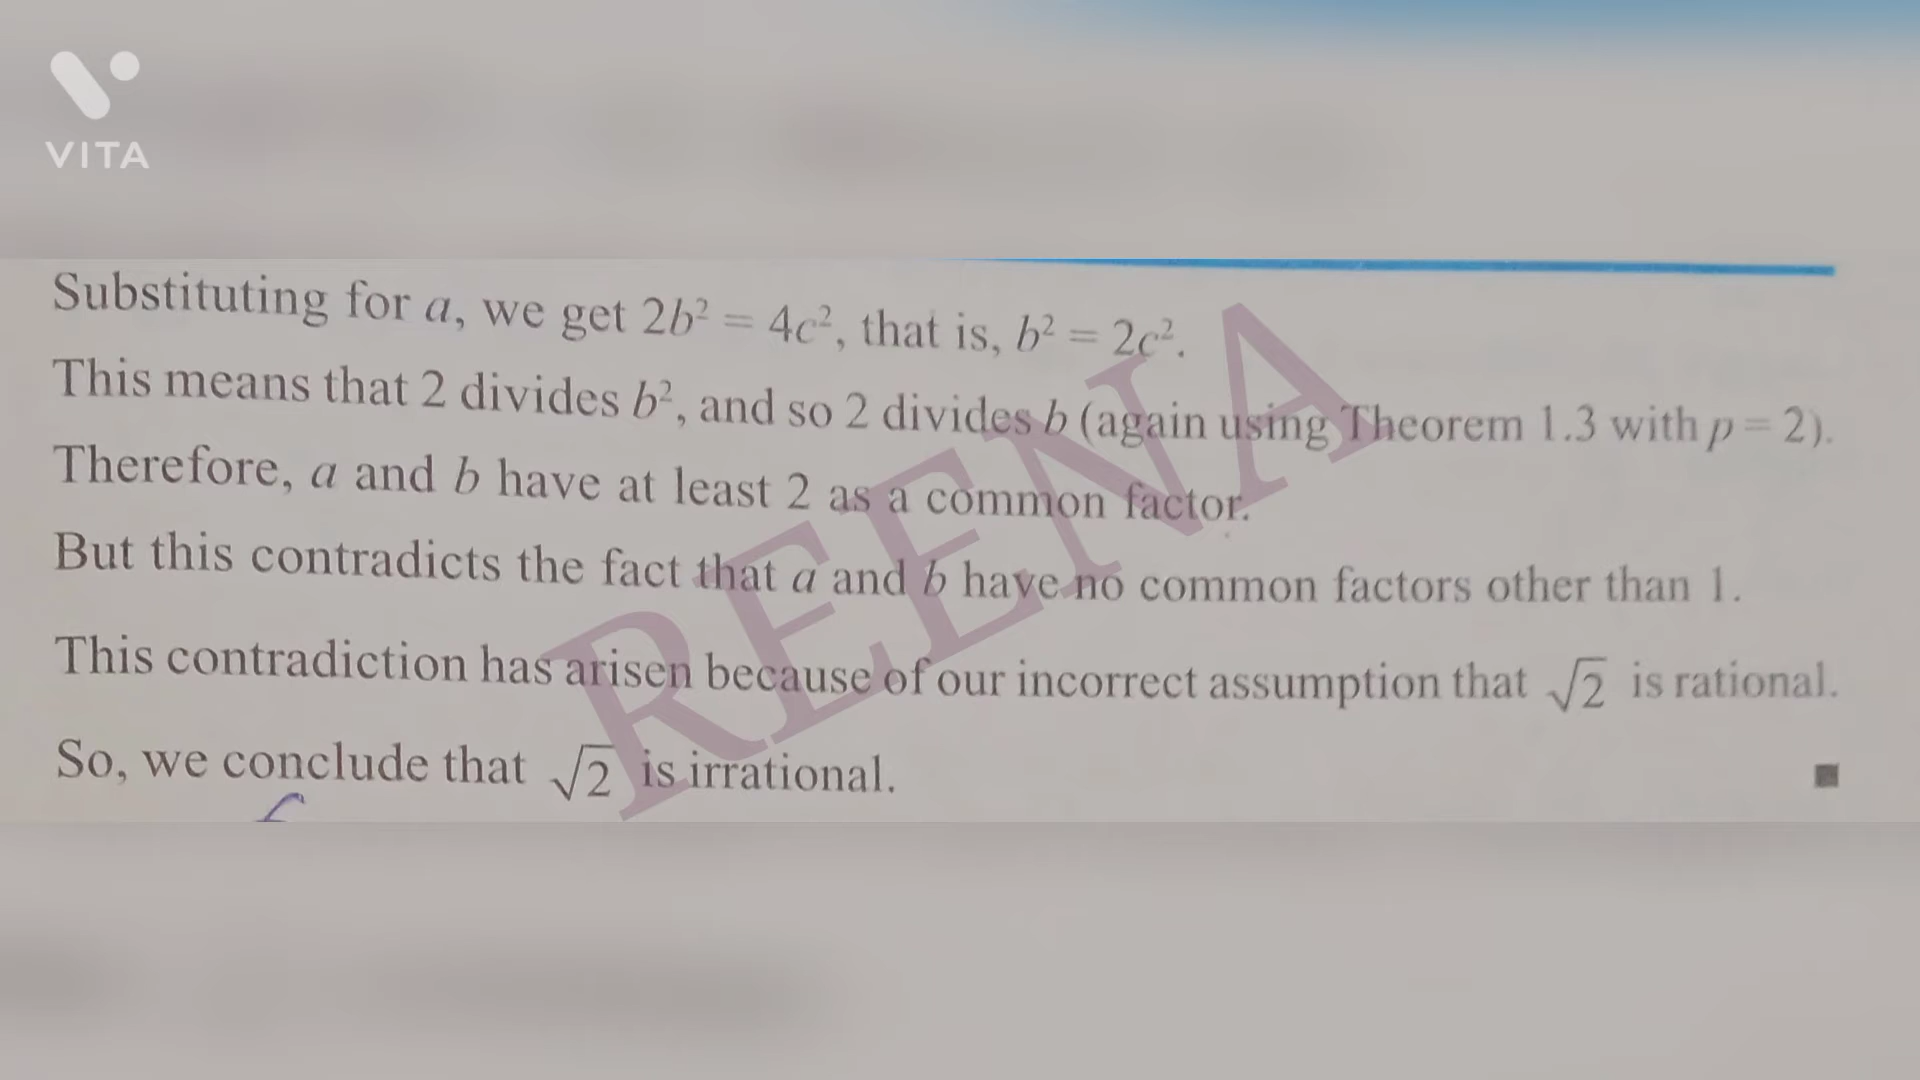 VITA
Substituting for a, we get 2b² = 4c², that is, b² = 2c².
This means that 2 divides b², and so 2 divides b (again using Theorem 1.3 with p = 2).
Therefore, a and b have at least 2 as a common factor.
But this contradicts the fact that a and b have no common factors other than 1.
This contradiction has arisen because of our incorrect assumption that √2 is rational.
So, we conclude that √2 is irrational.
REENA